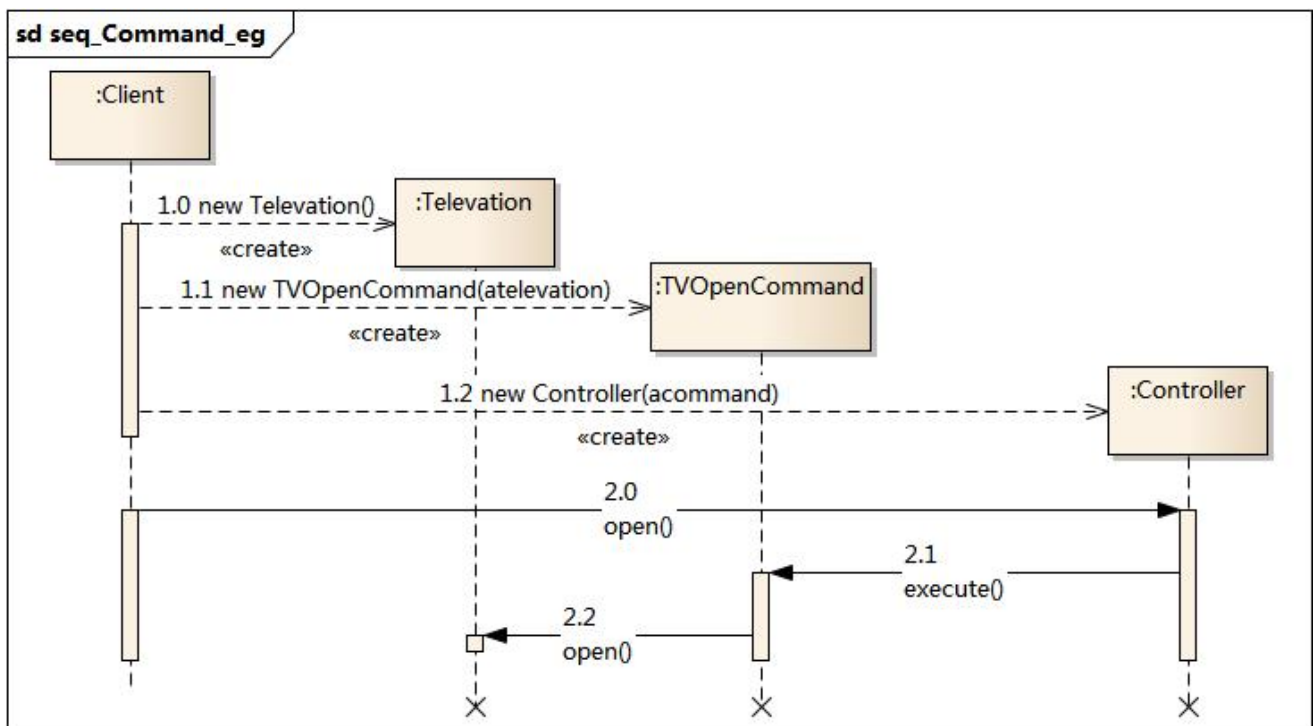 sd seq_Command_eg
:Client
1.0 new Televation()
:Televation
«create»
1.1 new TVOpenCommand(atelevation)
:TVOpenCommand
«create»
1.2 new Controller(acommand)
:Controller
«create»
2.0
open()
2.1
execute()
2.2
open()